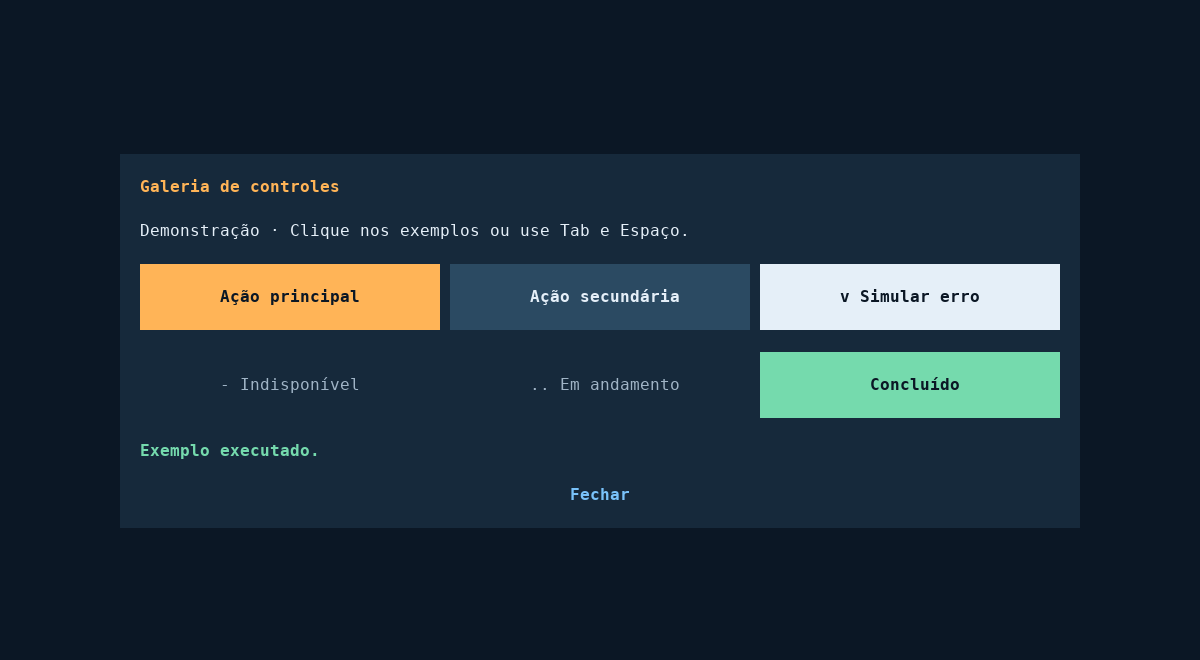 Galeria de controles
Demonstração · Clique nos exemplos ou use Tab e Espaço.
Ação principal
Ação secundária
v Simular erro
- Indisponível
.. Em andamento
Concluído
Exemplo executado.
Fechar